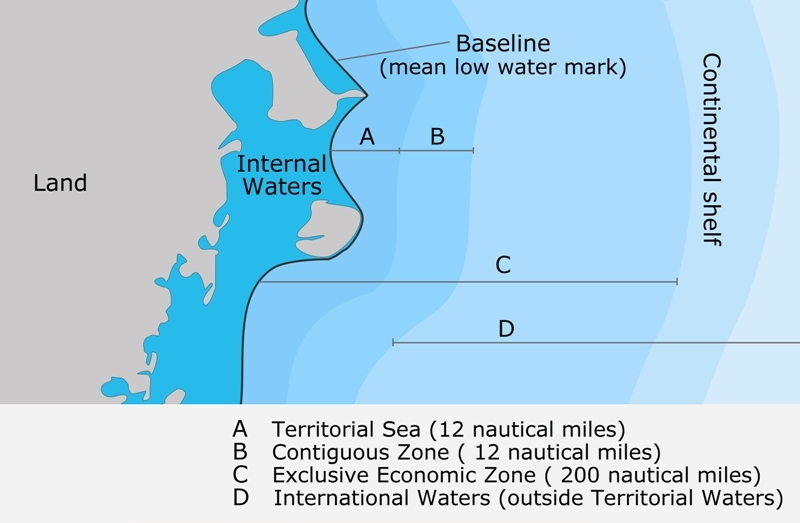 Baseline
(mean low water mark)
Continental shelf
A
B
Internal
Waters
Land
C
D
A Territorial Sea (12 nautical miles)
B Contiguous Zone ( 12 nautical miles)
C Exclusive Economic Zone ( 200 nautical miles)
D International Waters (outside Territorial Waters)